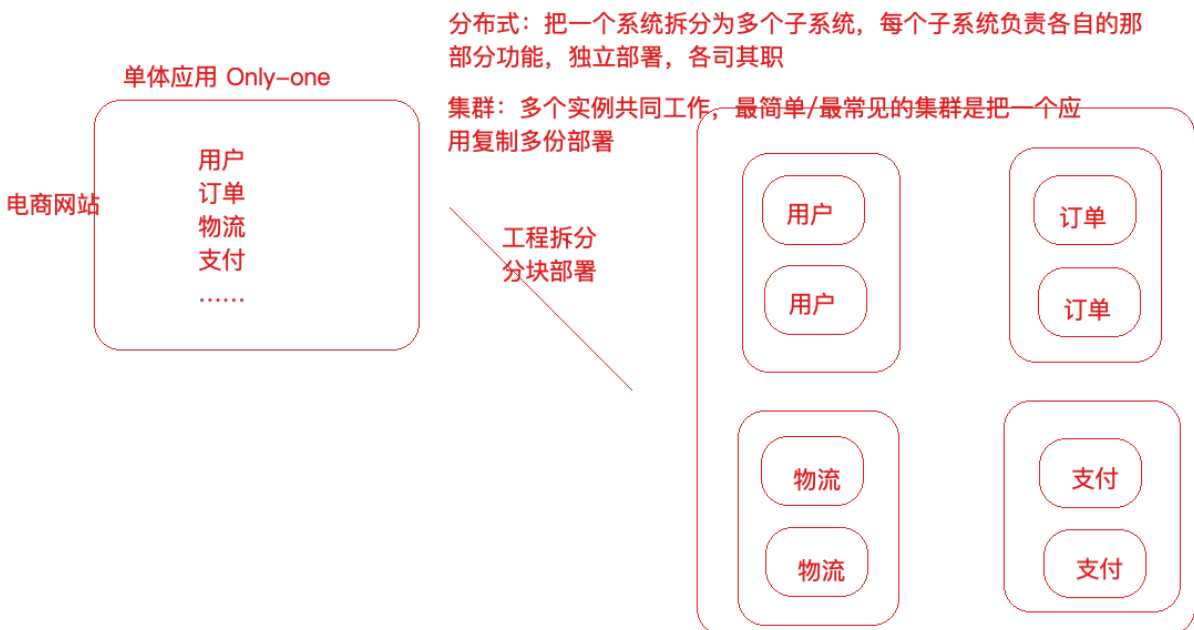 分布式：把一个系统拆分为多个子系统，每个子系统负责各自的那
部分功能，独立部署，各司其职
单体应用 Only-one
集群：多个实例共同工作，最简单/最常见的集群是把一个应
用复制多份部署
电商网站
用户
订单
物流
支付
……
工程拆分
分块部署
用户
用户
订单
订单
物流
物流
支付
支付